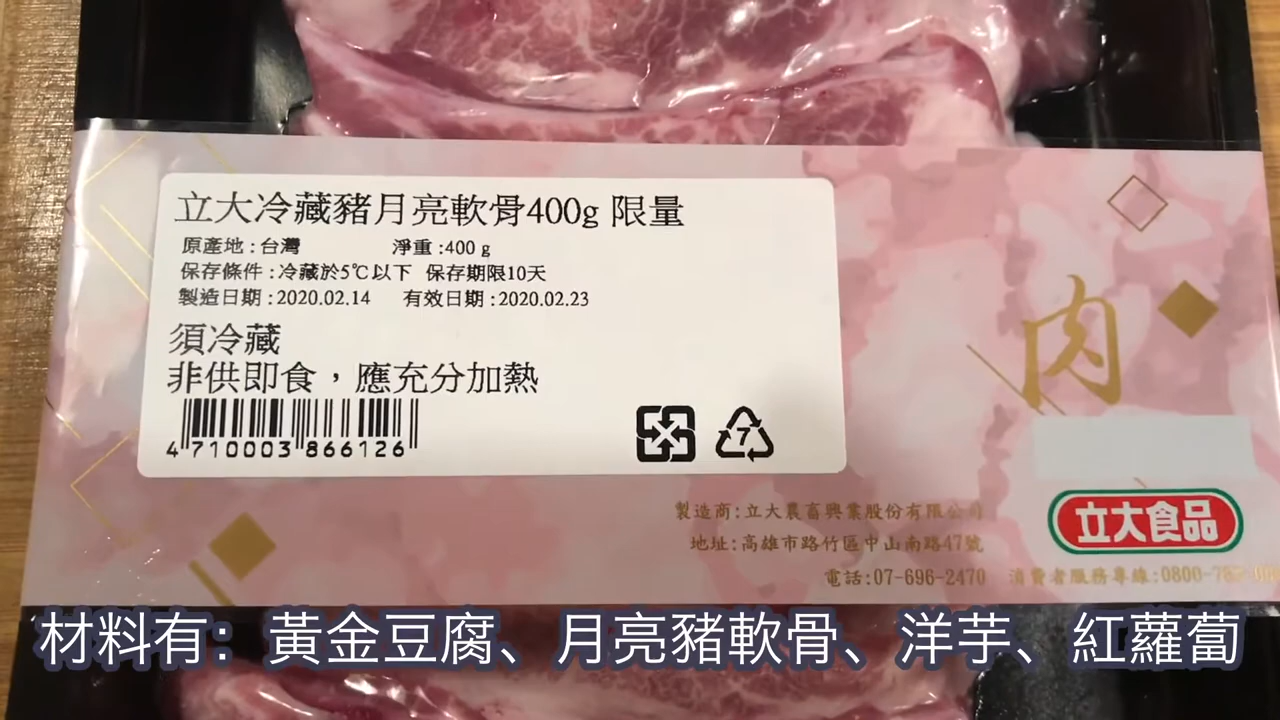 立大冷藏豬月亮軟骨400g 限量
原產地:台灣 淨重:400 g
保存條件:冷藏於5℃以下 保存期限10天
製造日期:2020.02.14 有效日期:2020.02.23
須冷藏
非供即食，應充分加熱
4 710003 866126
7
肉
立大食品
製造商:立大農畜興業股份有限公司
地址:高雄市路竹區中山南路47號
電話:07-696-2470 消費者服務專線:0800-
材料有：黃金豆腐、月亮豬軟骨、洋芋、紅蘿蔔